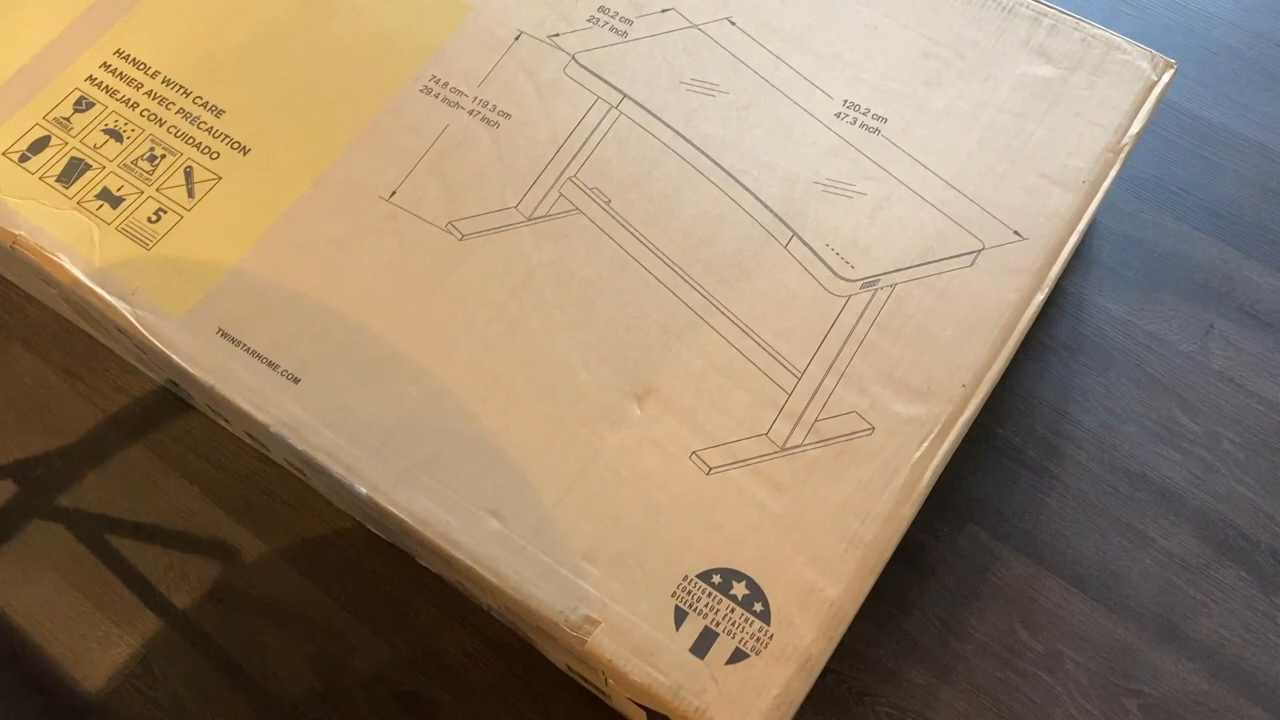 60.2 cm
23.7 inch
74.8 cm~ 119.3 cm
29.4 inch~ 47 inch
120.2 cm
47.3 inch
HANDLE WITH CARE
MANIER AVEC PRÉCAUTION
MANEJAR CON CUIDADO
FRAGILE
5
TWINSTARHOME.COM
DESIGNED IN THE USA
CONÇU AUX ÉTATS-UNIS
DISEÑADO EN LOS EE.UU